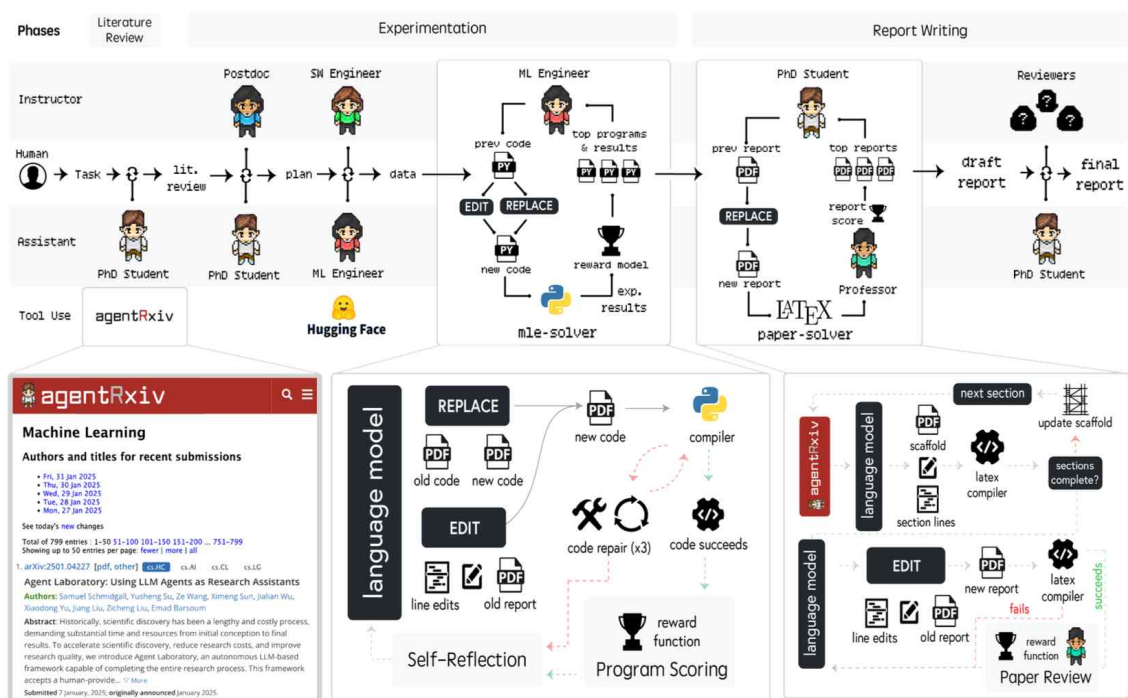 Phases
Literature
Review
Experimentation
Report Writing
Instructor
Postdoc
SW Engineer
ML Engineer
PhD Student
Reviewers
? ? ?
prev code
top programs
& results
PY
PY PY PY
prev report
top reports
PDF
PDF PDF PDF
Human
Task
lit.
review
plan
data
EDIT
REPLACE
REPLACE
report
score
draft
report
final
report
Assistant
PhD Student
PhD Student
ML Engineer
PY
new code
reward model
exp.
results
PDF
new report
Professor
PhD Student
Tool Use
agentRxiv
Hugging Face
mle-solver
LATEX
paper-solver
agentRxiv
Machine Learning
Authors and titles for recent submissions
• Fri, 31 Jan 2025
• Thu, 30 Jan 2025
• Wed, 29 Jan 2025
• Tue, 28 Jan 2025
• Mon, 27 Jan 2025
See today's new changes
Total of 799 entries : 1-50 51-100 101-150 151-200 ... 751-799
Showing up to 50 entries per page: fewer | more | all
1. arXiv:2501.04227 [pdf, other] cs.HC cs.AI cs.CL cs.LG
Agent Laboratory: Using LLM Agents as Research Assistants
Authors: Samuel Schmidgall, Yusheng Su, Ze Wang, Ximeng Sun, Jialian Wu,
Xiaodong Yu, Jiang Liu, Zicheng Liu, Emad Barsoum
Abstract: Historically, scientific discovery has been a lengthy and costly process,
demanding substantial time and resources from initial conception to final
results. To accelerate scientific discovery, reduce research costs, and improve
research quality, we introduce Agent Laboratory, an autonomous LLM-based
framework capable of completing the entire research process. This framework
accepts a human-provide... ▽ More
Submitted 7 January, 2025; originally announced January 2025.
language model
REPLACE
PDF PDF
old code
new code
EDIT
line edits
PDF
old report
PDF
new code
compiler
code repair (x3)
code succeeds
Self-Reflection
reward
function
Program Scoring
agentRxiv
language model
PDF
scaffold
section lines
latex
compiler
next section
update scaffold
sections
complete?
language model
EDIT
line edits
PDF
old report
PDF
new report
latex
compiler
fails
succeeds
reward
function
Paper Review